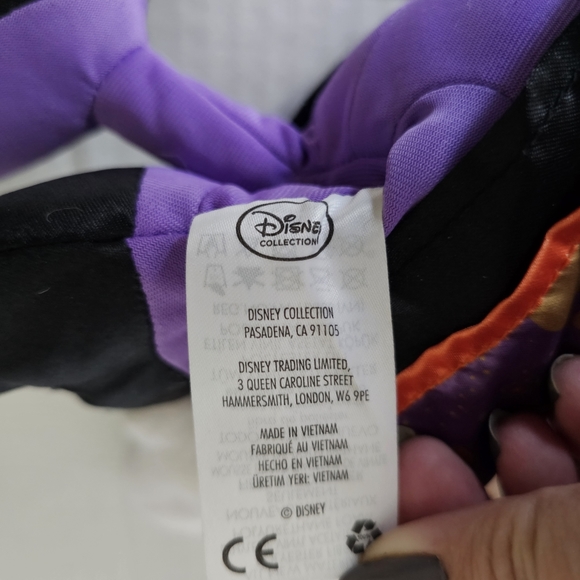 Disney
COLLECTION
DISNEY COLLECTION
PASADENA, CA 91105
DISNEY TRADING LIMITED,
3 QUEEN CAROLINE STREET
HAMMERSMITH, LONDON, W6 9PE
MADE IN VIETNAM
FABRIQUÉ AU VIETNAM
HECHO EN VIETNAM
ÜRETIM YERI: VIETNAM
© DISNEY
CE